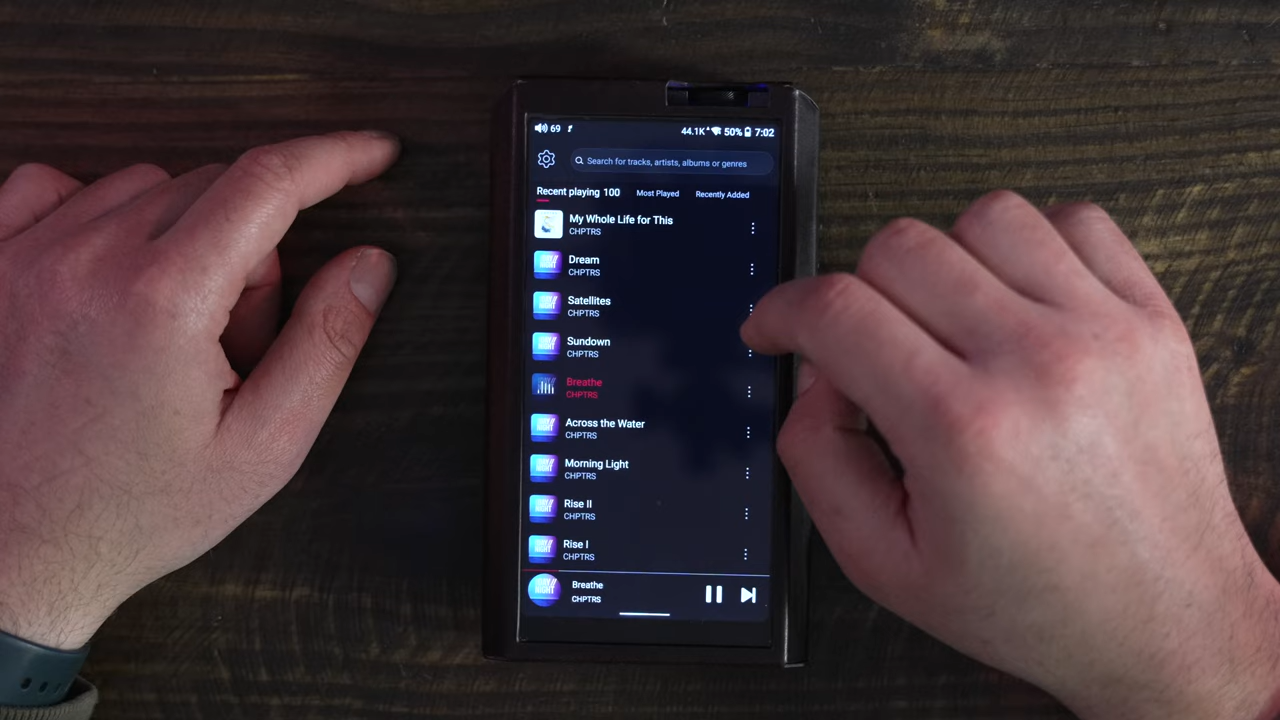 69
44.1K 50% 7:02
Search for tracks, artists, albums or genres
Recent playing 100 Most Played Recently Added
My Whole Life for This
CHPTRS
Dream
CHPTRS
Satellites
CHPTRS
Sundown
CHPTRS
Breathe
CHPTRS
Across the Water
CHPTRS
Morning Light
CHPTRS
Rise II
CHPTRS
Rise I
CHPTRS
Breathe
CHPTRS